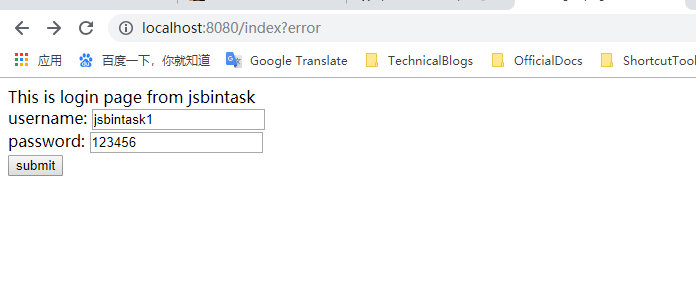 localhost:8080/index?error
应用 百度一下，你就知道 Google Translate TechnicalBlogs OfficialDocs ShortcutTool
This is login page from jsbintask
username: jsbintask1
password: 123456
submit